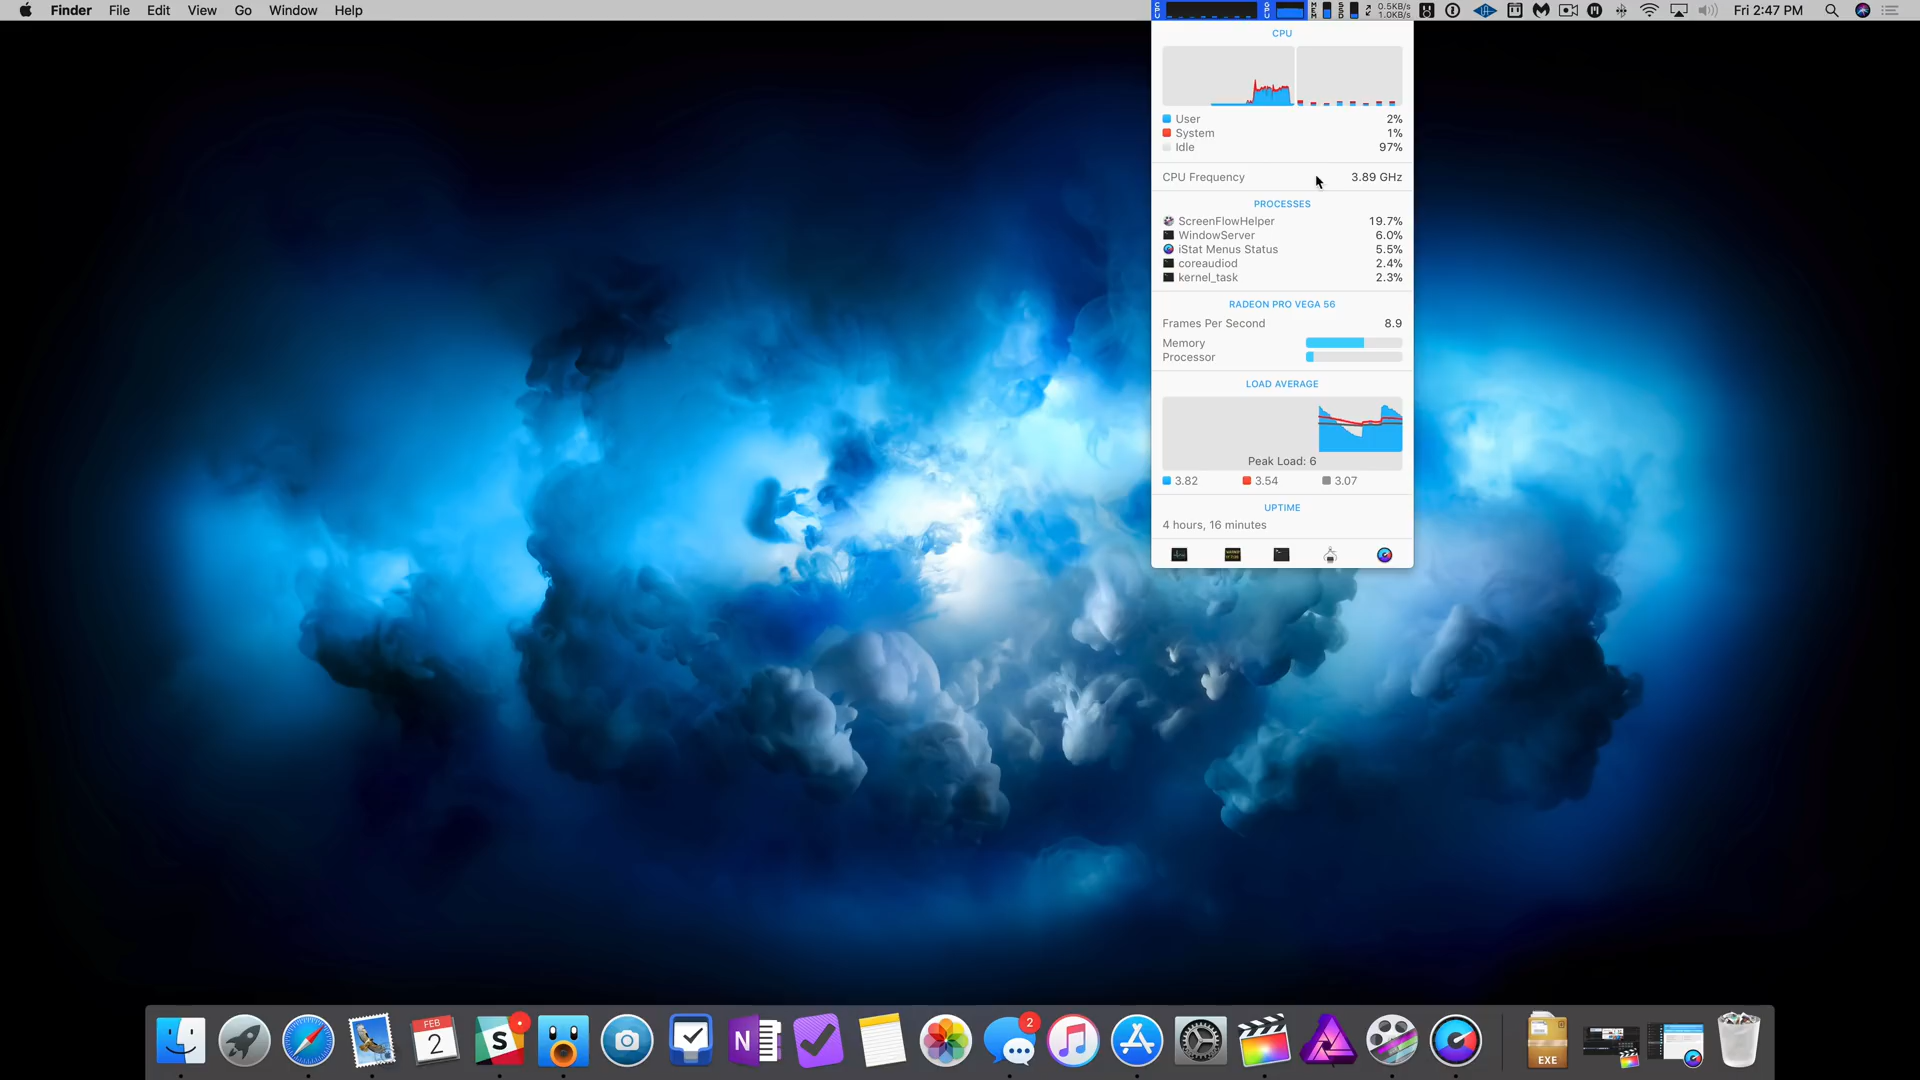 Finder File Edit View Go Window Help
0.5KB/s
1.0KB/s
Fri 2:47 PM
CPU
User 2%
System 1%
Idle 97%
CPU Frequency 3.89 GHz
PROCESSES
ScreenFlowHelper 19.7%
WindowServer 6.0%
iStat Menus Status 5.5%
coreaudiod 2.4%
kernel_task 2.3%
RADEON PRO VEGA 56
Frames Per Second 8.9
Memory
Processor
LOAD AVERAGE
Peak Load: 6
3.82 3.54 3.07
UPTIME
4 hours, 16 minutes
FEB
2
S
N
2
EXE